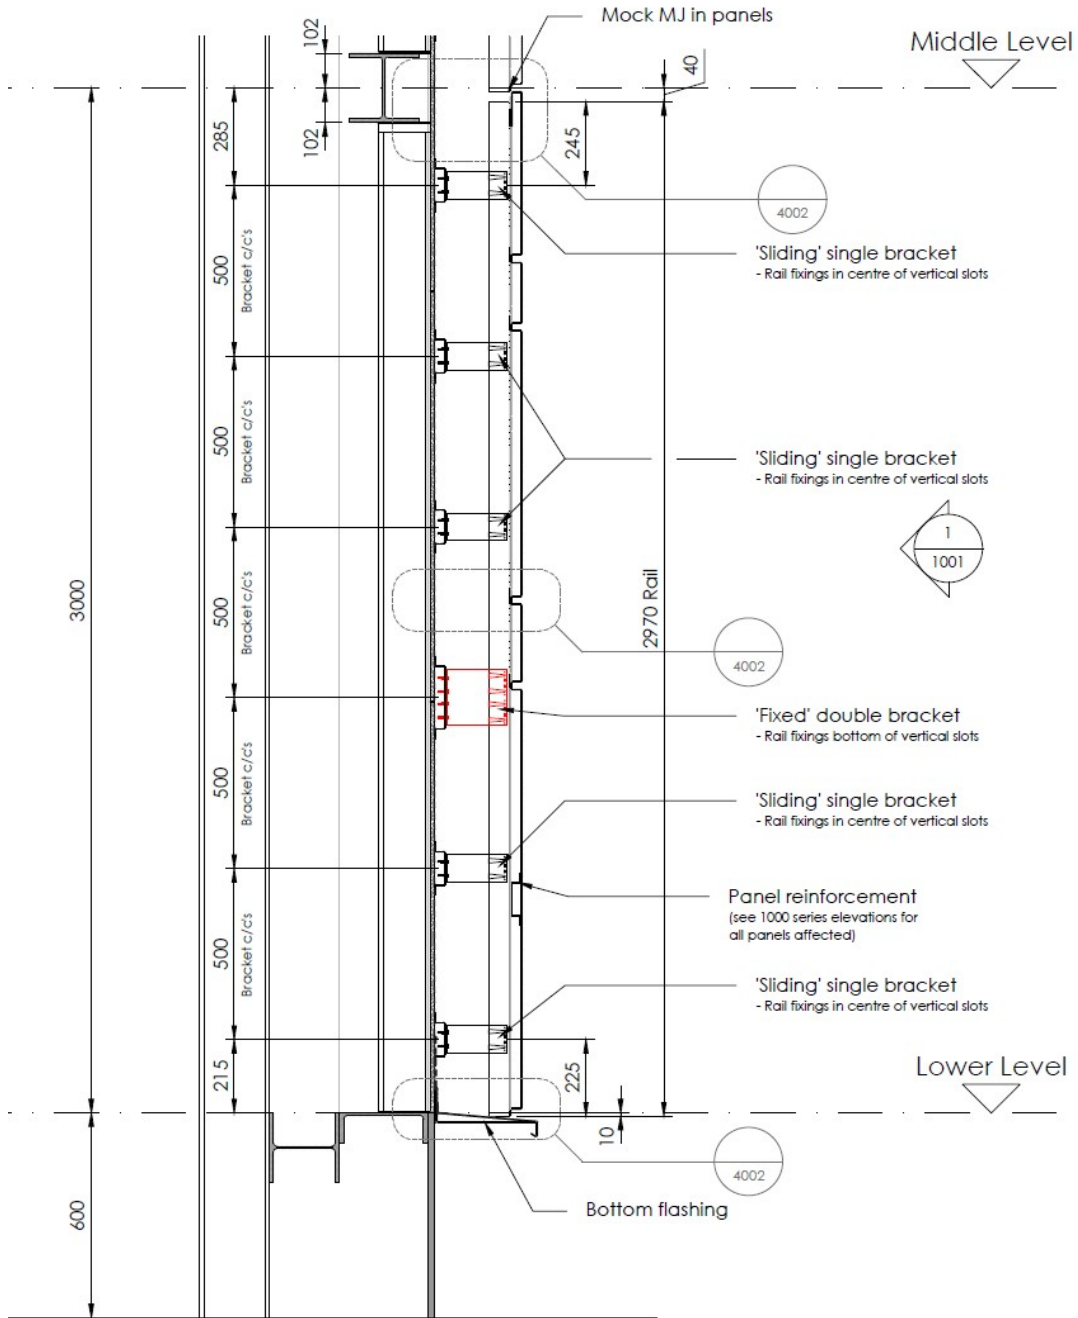 Mock MJ in panels
Middle Level
102
40
285
102
245
4002
'Sliding' single bracket
- Rail fixings in centre of vertical slots
500
Bracket c/c's
500
Bracket c/c's
'Sliding' single bracket
- Rail fixings in centre of vertical slots
1
1001
3000
500
Bracket c/c's
2970 Rail
4002
'Fixed' double bracket
- Rail fixings bottom of vertical slots
500
Bracket c/c's
'Sliding' single bracket
- Rail fixings in centre of vertical slots
Panel reinforcement
(see 1000 series elevations for
all panels affected)
500
Bracket c/c's
'Sliding' single bracket
- Rail fixings in centre of vertical slots
215
225
Lower Level
10
4002
600
Bottom flashing